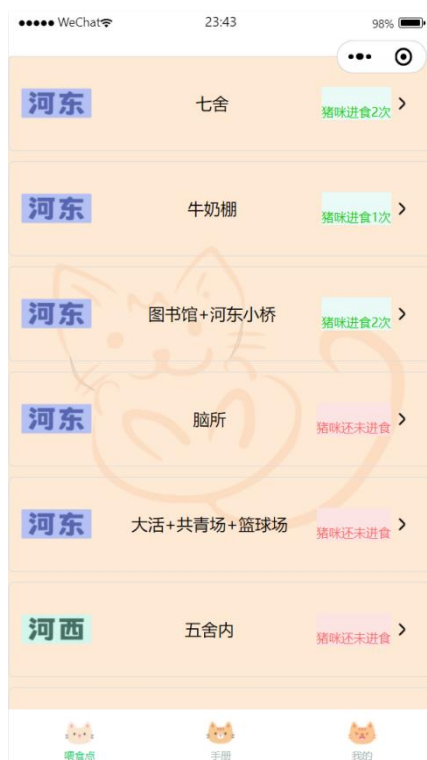 ●●●●● WeChat 23:43 98%
河东 七舍 猪咪进食2次
河东 牛奶棚 猪咪进食1次
河东 图书馆+河东小桥 猪咪进食2次
河东 脑所 猪咪还未进食
河东 大活+共青场+篮球场 猪咪还未进食
河西 五舍内 猪咪还未进食
喂食点 手册 我的